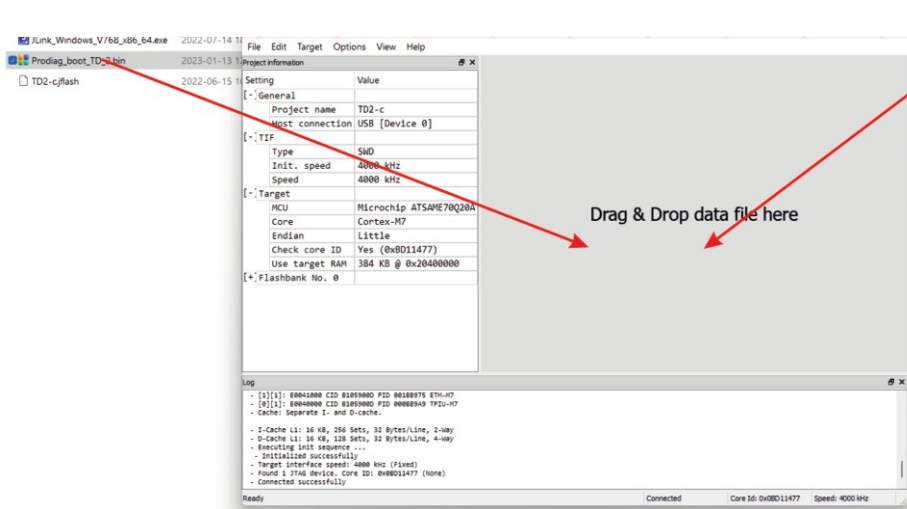 JLink_Windows_V768_x86_64.exe 2022-07-14 1
Prodiag_boot_TD_2.bin 2023-01-13 1
TD2-c.jflash 2022-06-15 1
File Edit Target Options View Help
Project information
Setting Value
[-] General
Project name TD2-c
Host connection USB [Device 0]
[-] TIF
Type SWD
Init. speed 4000 kHz
Speed 4000 kHz
[-] Target
MCU Microchip ATSAME70Q20A
Core Cortex-M7
Endian Little
Check core ID Yes (0xBD11477)
Use target RAM 384 KB @ 0x20400000
[+] Flashbank No. 0
Drag & Drop data file here
Log
- [1][1]: E0041000 CID B105900D PID 001BB975 ETM-M7
- [0][1]: E0040000 CID B105900D PID 000BB9A9 TPIU-M7
- Cache: Separate I- and D-cache.
- I-Cache L1: 16 KB, 256 Sets, 32 Bytes/Line, 2-Way
- D-Cache L1: 16 KB, 128 Sets, 32 Bytes/Line, 4-Way
- Executing init sequence ...
- Initialized successfully
- Target interface speed: 4000 kHz (Fixed)
- Found 1 JTAG device. Core ID: 0x0BD11477 (None)
- Connected successfully
Ready Connected Core Id: 0x0BD11477 Speed: 4000 kHz